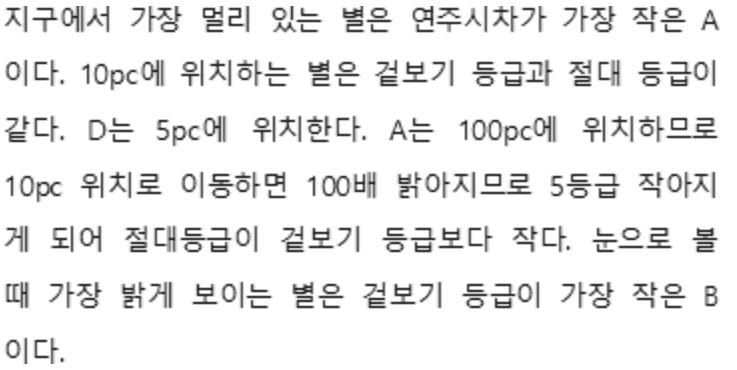 지구에서 가장 멀리 있는 별은 연주시차가 가장 작은 A
이다. 10pc에 위치하는 별은 겉보기 등급과 절대 등급이
같다. D는 5pc에 위치한다. A는 100pc에 위치하므로
10pc 위치로 이동하면 100배 밝아지므로 5등급 작아지
게 되어 절대등급이 겉보기 등급보다 작다. 눈으로 볼
때 가장 밝게 보이는 별은 겉보기 등급이 가장 작은 B
이다.